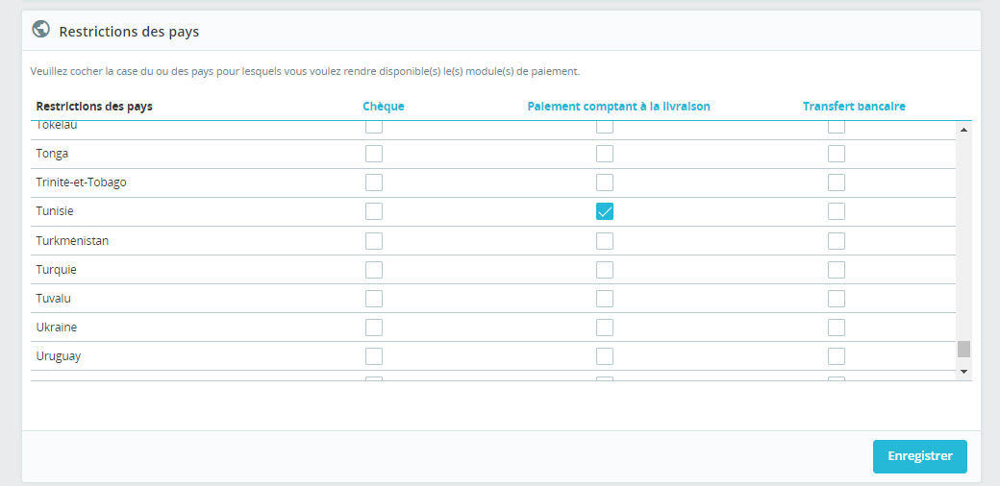 Restrictions des pays
Veuillez cocher la case du ou des pays pour lesquels vous voulez rendre disponible(s) le(s) module(s) de paiement.
Restrictions des pays Chèque Paiement comptant à la livraison Transfert bancaire
Tokelau
Tonga
Trinité-et-Tobago
Tunisie
Turkménistan
Turquie
Tuvalu
Ukraine
Uruguay
Enregistrer